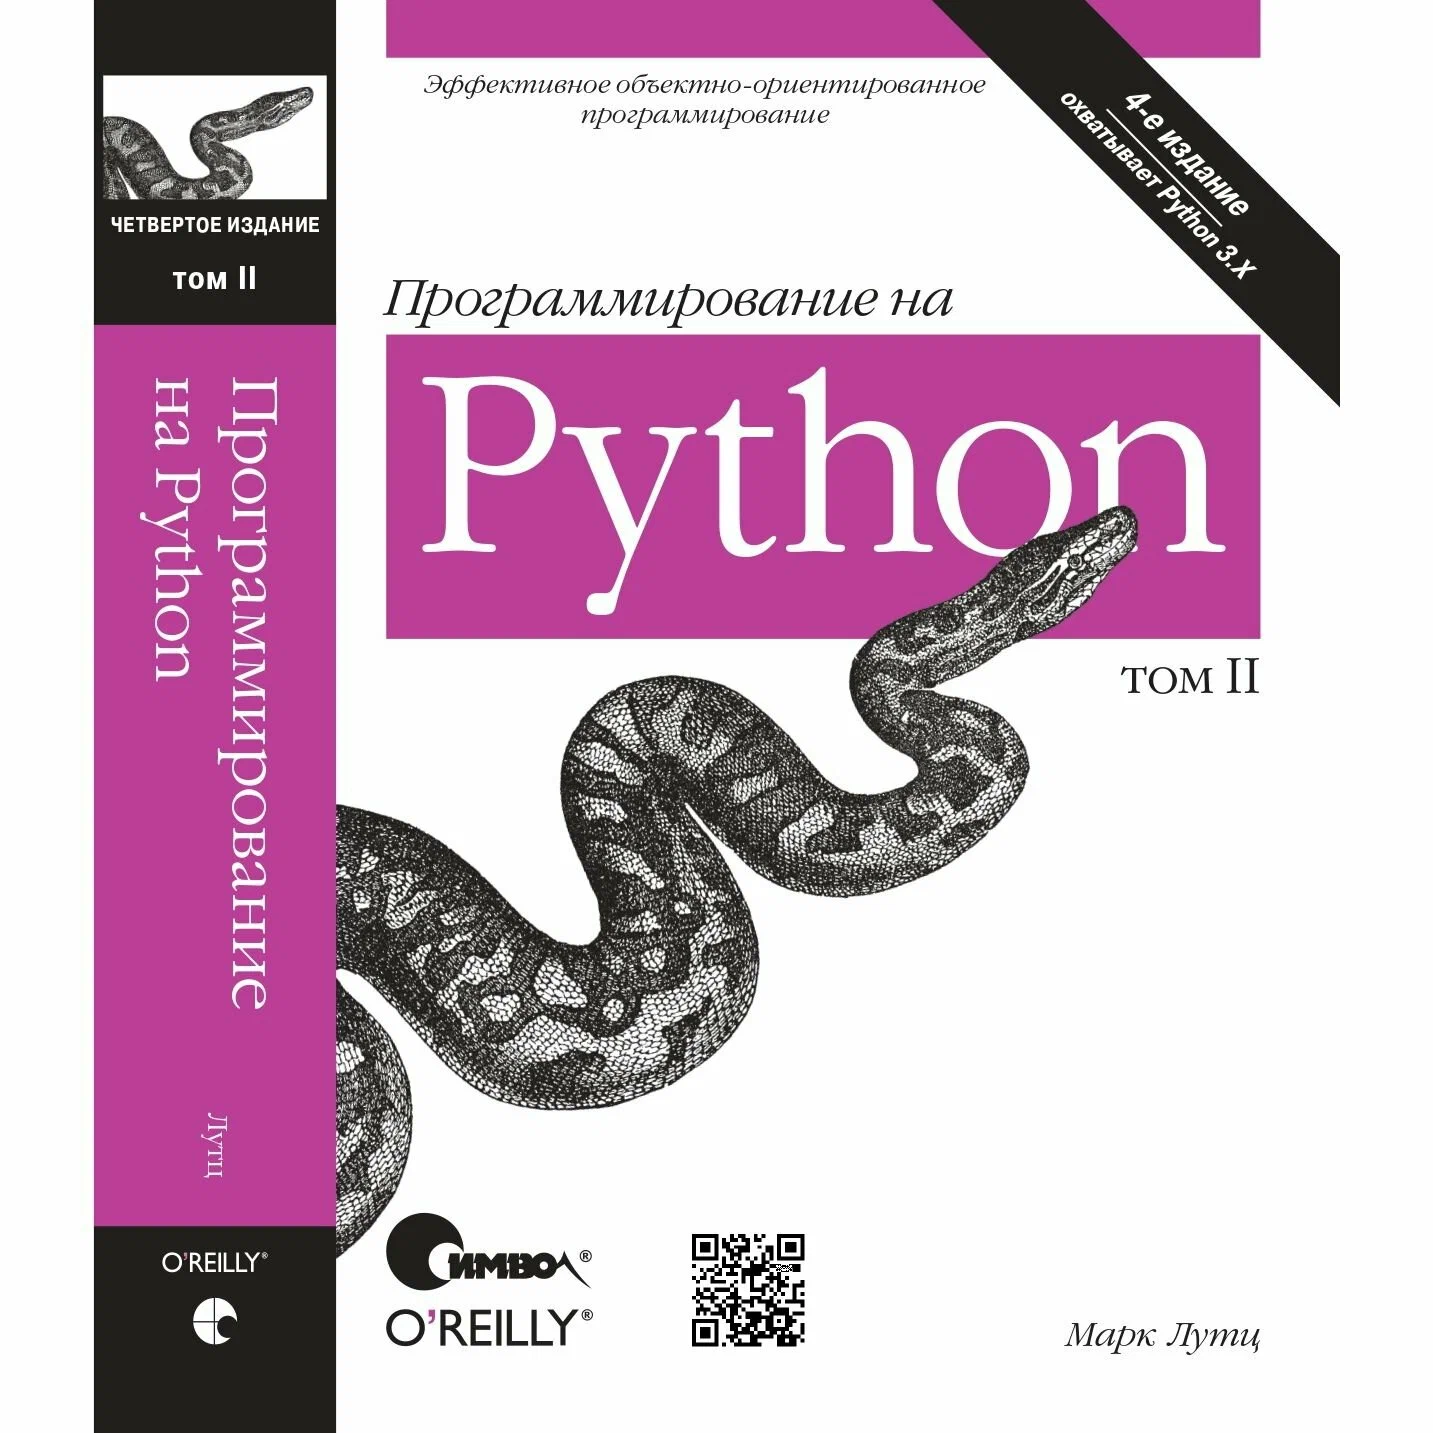 ЧЕТВЕРТОЕ ИЗДАНИЕ
том II
Программирование
на Python
Лутц
O'REILLY®
Эффективное объектно-ориентированное
программирование
4-е издание
охватывает Python 3.X
Программирование на
Python
том II
Символ®
O'REILLY®
Марк Лутц